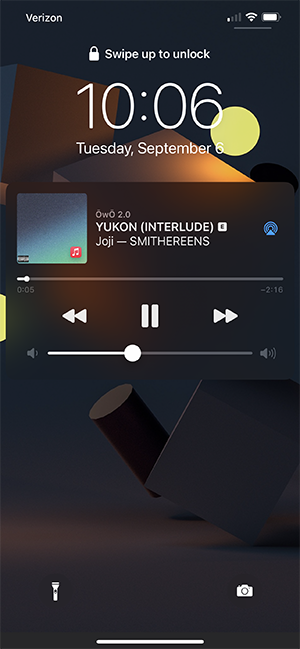 Verizon
Swipe up to unlock
10:06
Tuesday, September 6
ÖwÖ 2.0
YUKON (INTERLUDE) E
Joji — SMITHEREENS
0:05
−2:16